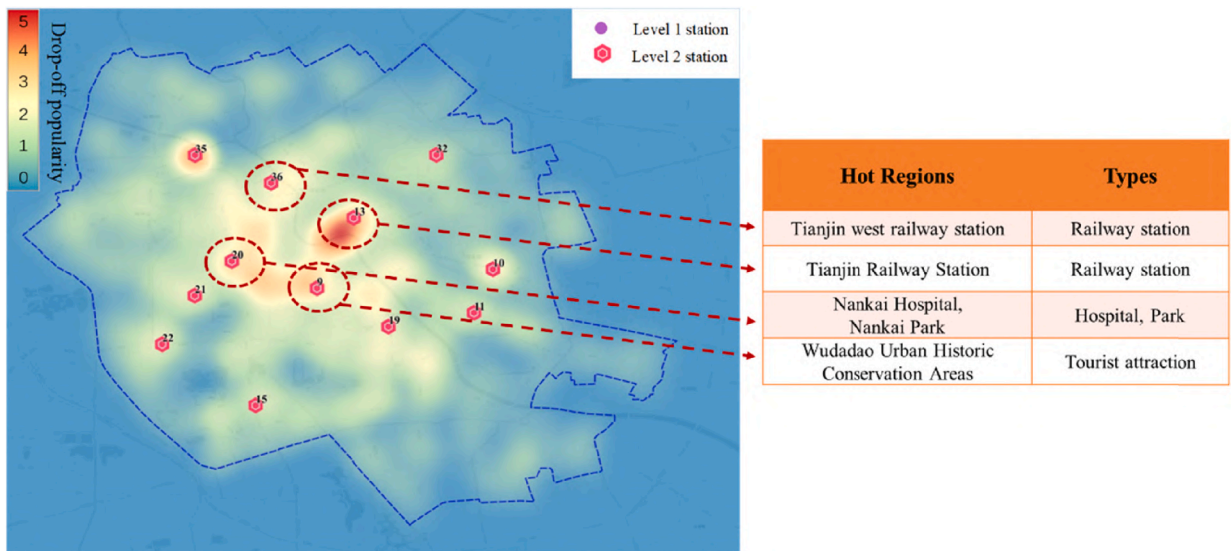 5
4
3
2
1
0
Drop-off popularity
Level 1 station
Level 2 station
35
32
36
13
20
10
9
21
11
19
22
15
Hot Regions Types
Tianjin west railway station Railway station
Tianjin Railway Station Railway station
Nankai Hospital,
Nankai Park
Hospital, Park
Wudadao Urban Historic
Conservation Areas
Tourist attraction